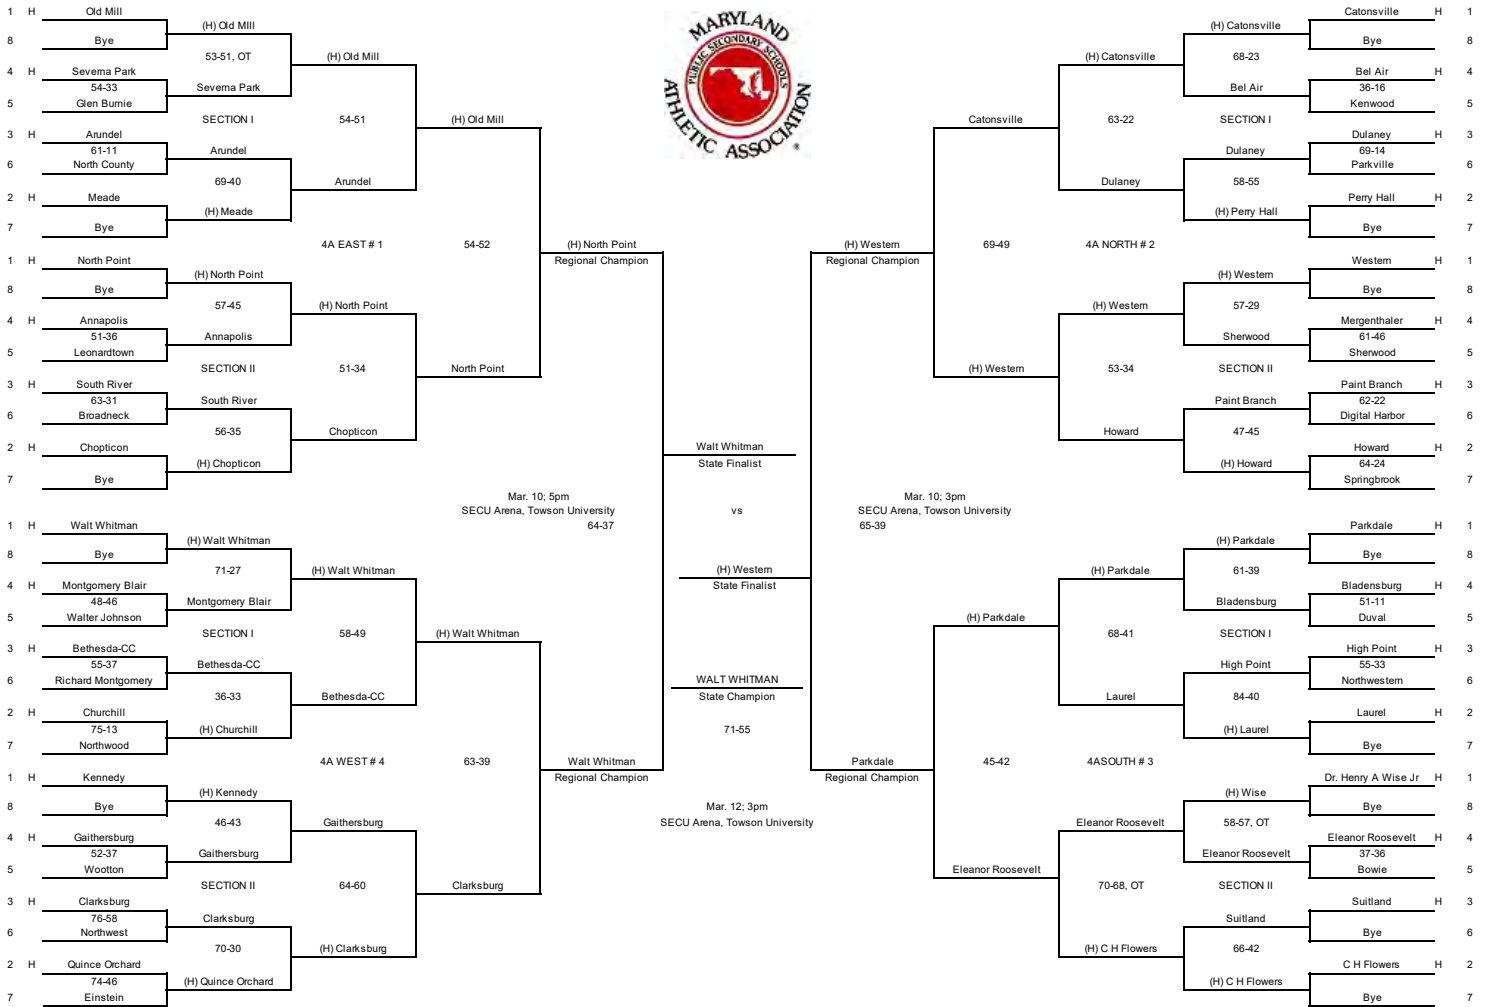 MARYLAND
PUBLIC SECONDARY SCHOOLS
ATHLETIC ASSOCIATION
®
1 H Old Mill
(H) Old MIll
8 Bye
53-51, OT
(H) Old Mill
4 H Severna Park
54-33
Severna Park
5 Glen Burnie
SECTION I
54-51
(H) Old Mill
3 H Arundel
61-11
Arundel
6 North County
69-40
Arundel
2 H Meade
(H) Meade
7 Bye
4A EAST # 1
54-52
(H) North Point
Regional Champion
1 H North Point
(H) North Point
8 Bye
57-45
(H) North Point
4 H Annapolis
51-36
Annapolis
5 Leonardtown
SECTION II
51-34
North Point
3 H South River
63-31
South River
6 Broadneck
56-35
Chopticon
2 H Chopticon
(H) Chopticon
7 Bye
Mar. 10; 5pm
SECU Arena, Towson University
64-37
1 H Walt Whitman
(H) Walt Whitman
8 Bye
71-27
(H) Walt Whitman
4 H Montgomery Blair
48-46
Montgomery Blair
5 Walter Johnson
SECTION I
58-49
(H) Walt Whitman
3 H Bethesda-CC
55-37
Bethesda-CC
6 Richard Montgomery
36-33
Bethesda-CC
2 H Churchill
75-13
(H) Churchill
7 Northwood
4A WEST # 4
63-39
Walt Whitman
Regional Champion
1 H Kennedy
(H) Kennedy
8 Bye
46-43
Gaithersburg
4 H Gaithersburg
52-37
Gaithersburg
5 Wootton
SECTION II
64-60
Clarksburg
3 H Clarksburg
76-58
Clarksburg
6 Northwest
70-30
(H) Clarksburg
2 H Quince Orchard
74-46
(H) Quince Orchard
7 Einstein
Walt Whitman
State Finalist
vs
(H) Western
State Finalist
WALT WHITMAN
State Champion
71-55
Mar. 12; 3pm
SECU Arena, Towson University
Catonsville H 1
(H) Catonsville
Bye 8
68-23
(H) Catonsville
Bel Air H 4
36-16
Bel Air
Kenwood 5
SECTION I
63-22
Catonsville
Dulaney H 3
69-14
Dulaney
Parkville 6
58-55
Dulaney
Perry Hall H 2
(H) Perry Hall
Bye 7
4A NORTH # 2
69-49
(H) Western
Regional Champion
Western H 1
(H) Western
Bye 8
57-29
(H) Western
Mergenthaler H 4
61-46
Sherwood
Sherwood 5
SECTION II
53-34
(H) Western
Paint Branch H 3
62-22
Paint Branch
Digital Harbor 6
47-45
Howard
Howard H 2
64-24
(H) Howard
Springbrook 7
Mar. 10; 3pm
SECU Arena, Towson University
65-39
Parkdale H 1
(H) Parkdale
Bye 8
61-39
(H) Parkdale
Bladensburg H 4
51-11
Bladensburg
Duval 5
SECTION I
68-41
(H) Parkdale
High Point H 3
55-33
High Point
Northwestern 6
84-40
Laurel
Laurel H 2
(H) Laurel
Bye 7
4ASOUTH # 3
45-42
Parkdale
Regional Champion
Dr. Henry A Wise Jr H 1
(H) Wise
Bye 8
58-57, OT
Eleanor Roosevelt
Eleanor Roosevelt H 4
37-36
Eleanor Roosevelt
Bowie 5
SECTION II
70-68, OT
Eleanor Roosevelt
Suitland H 3
Suitland
Bye 6
66-42
(H) C H Flowers
C H Flowers H 2
(H) C H Flowers
Bye 7